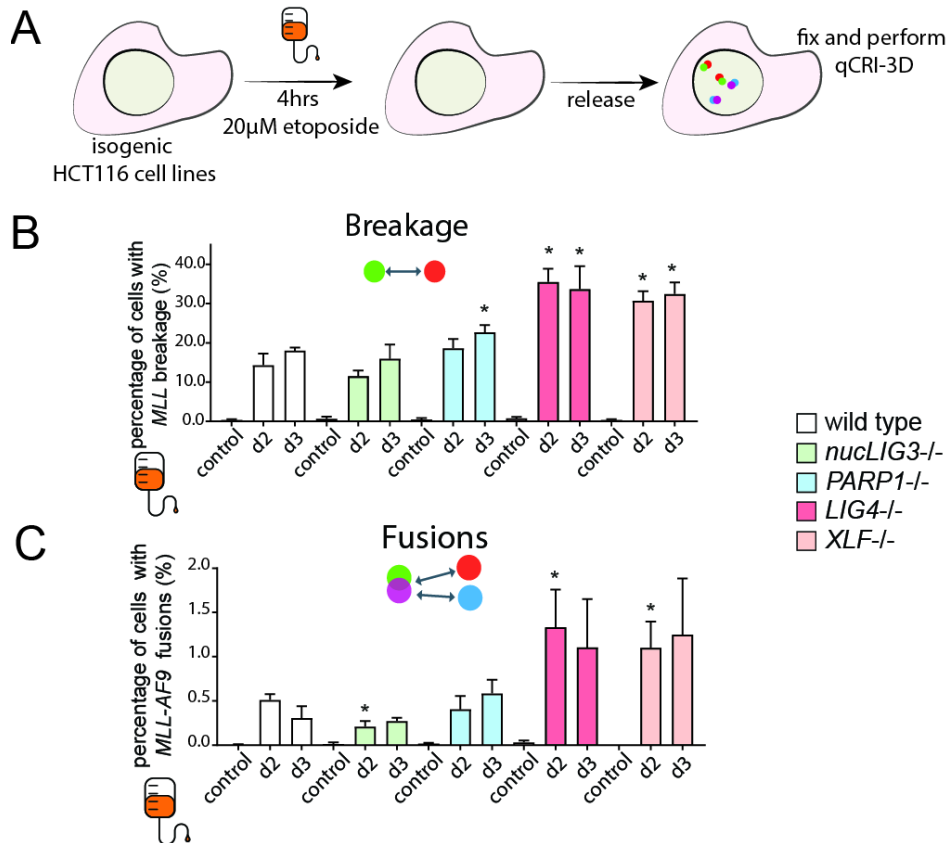 A
isogenic
HCT116 cell lines
4hrs
20µM etoposide
release
fix and perform
qCRI-3D
B
Breakage
percentage of cells with
MLL breakage (%)
40.0
30.0
20.0
10.0
0.0
*
*
*
*
*
control
d2
d3
control
d2
d3
control
d2
d3
control
d2
d3
control
d2
d3
wild type
nucLIG3-/-
PARP1-/-
LIG4-/-
XLF-/-
C
Fusions
percentage of cells with
MLL-AF9 fusions (%)
2.0
1.5
1.0
0.5
0.0
*
*
*
control
d2
d3
control
d2
d3
control
d2
d3
control
d2
d3
control
d2
d3